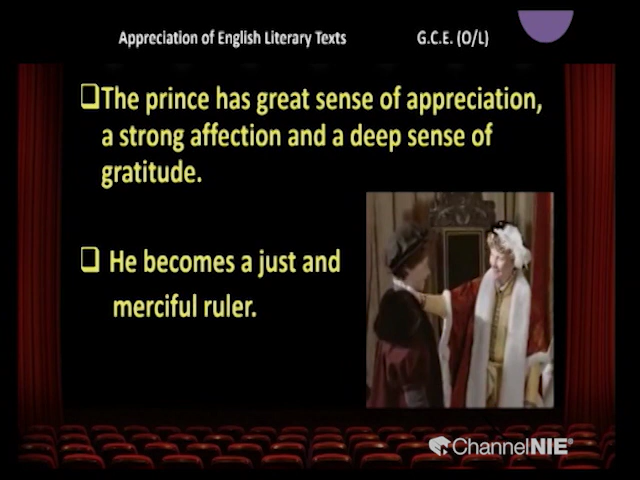 Appreciation of English Literary Texts G.C.E. (O/L)
The prince has great sense of appreciation,
a strong affection and a deep sense of
gratitude.
He becomes a just and
merciful ruler.
ChannelNIE